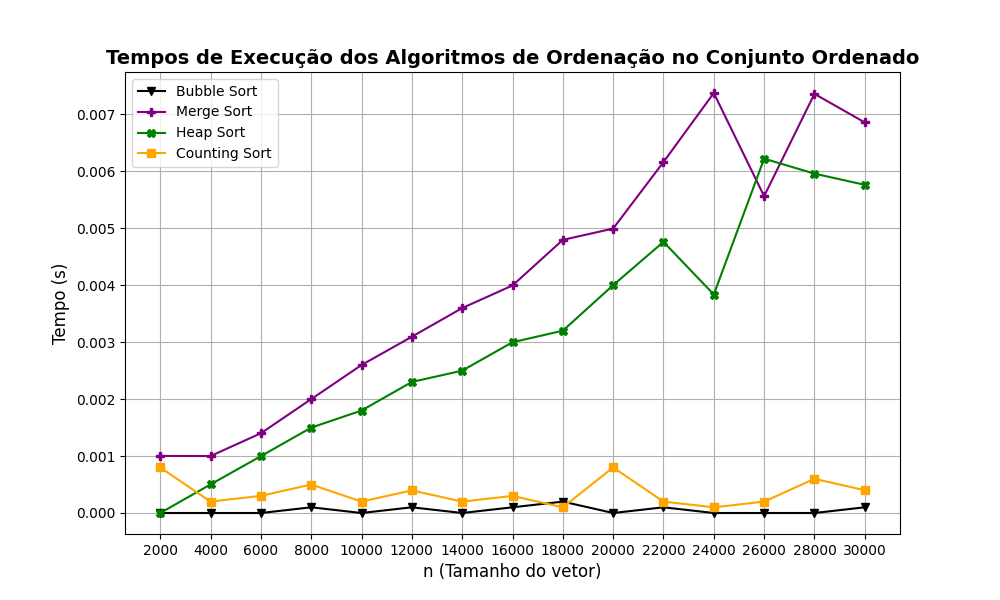 Tempos de Execução dos Algoritmos de Ordenação no Conjunto Ordenado
Bubble Sort
Merge Sort
Heap Sort
Counting Sort
Tempo (s)
0.007
0.006
0.005
0.004
0.003
0.002
0.001
0.000
2000 4000 6000 8000 10000 12000 14000 16000 18000 20000 22000 24000 26000 28000 30000
n (Tamanho do vetor)